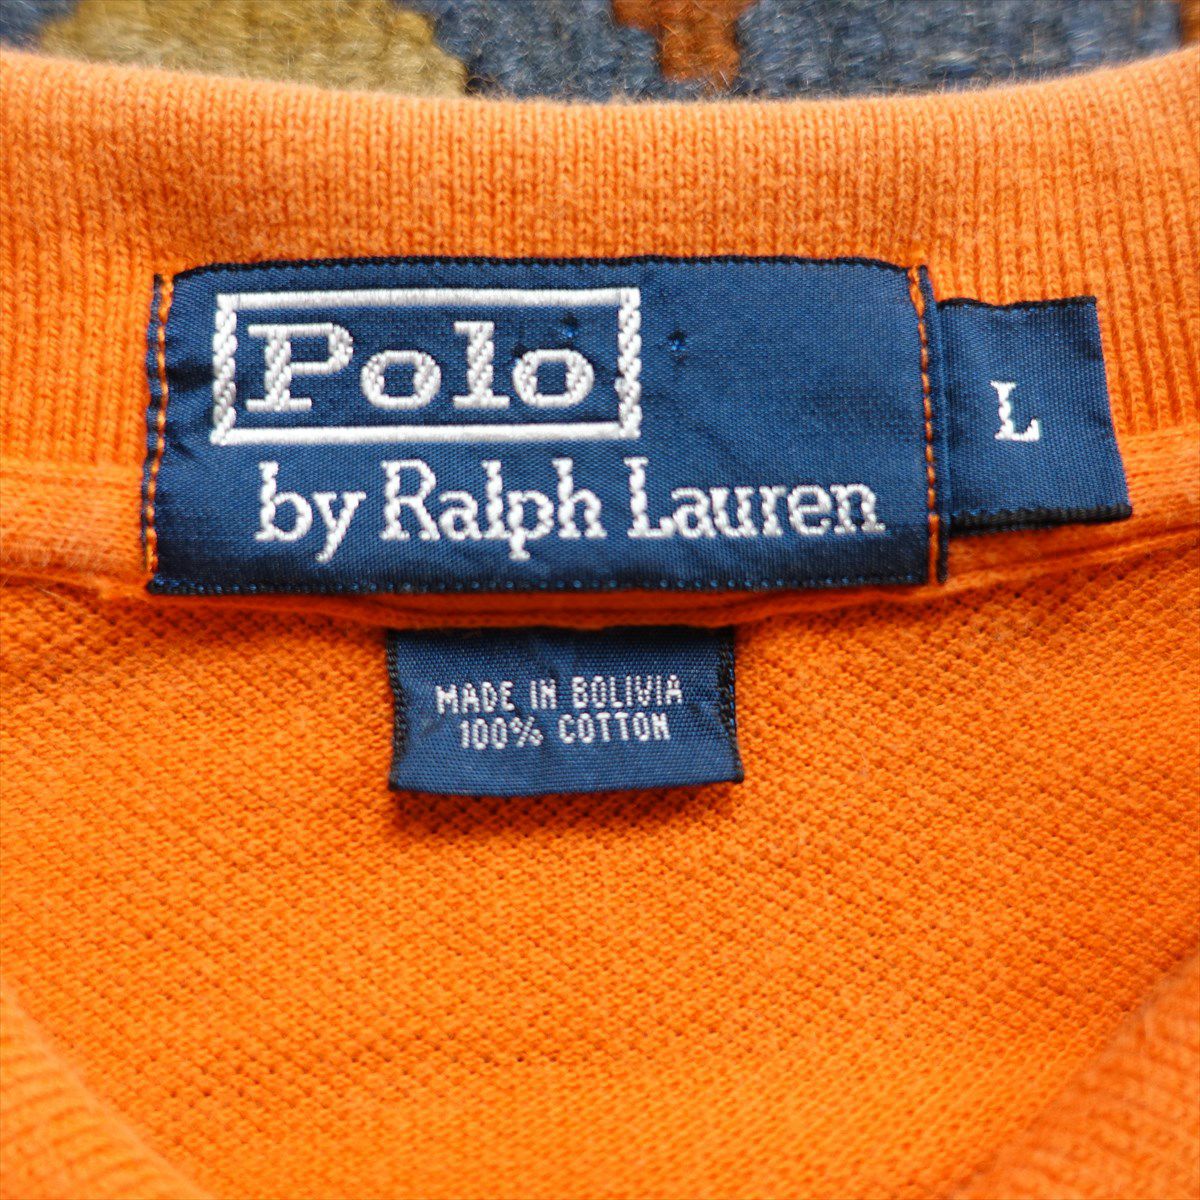 Polo
by Ralph Lauren
L
MADE IN BOLIVIA
100% COTTON